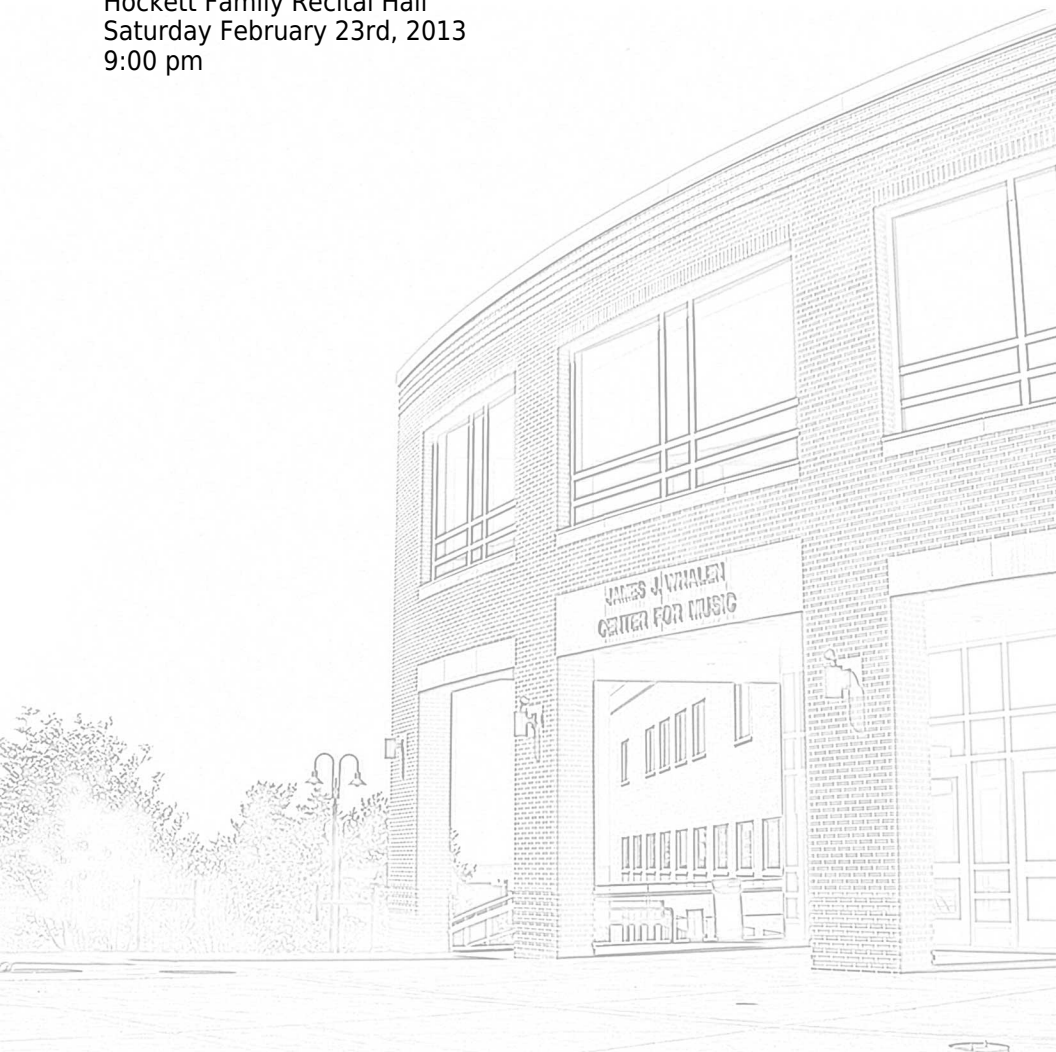 Hockett Family Recital Hall
Saturday February 23rd, 2013
9:00 pm
JAMES J. WHALEN
CENTER FOR MUSIC